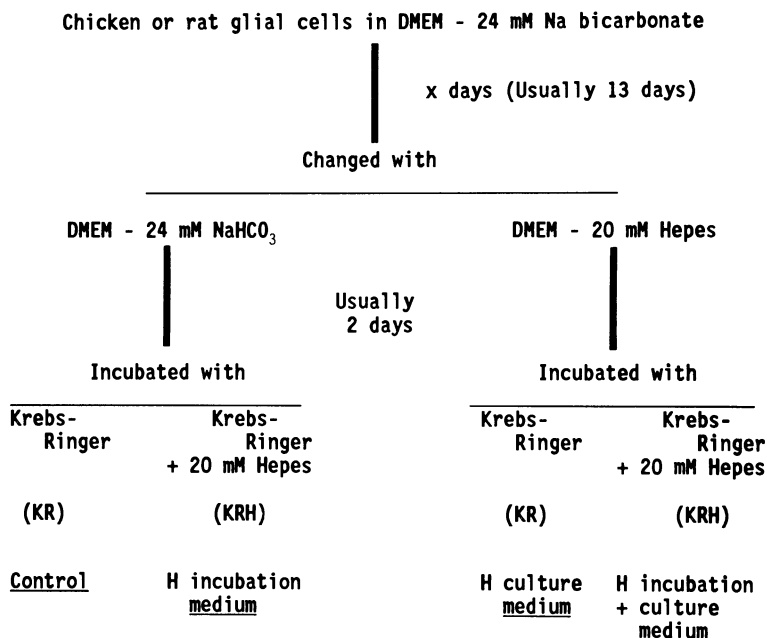 Chicken or rat glial cells in DMEM - 24 mM Na bicarbonate
x days (Usually 13 days)
Changed with
DMEM - 24 mM NaHCO₃
DMEM - 20 mM Hepes
Usually
2 days
Incubated with
Incubated with
Krebs-
Ringer
Krebs-
Ringer
+ 20 mM Hepes
Krebs-
Ringer
Krebs-
Ringer
+ 20 mM Hepes
(KR)
(KRH)
(KR)
(KRH)
Control
H incubation
medium
H culture
medium
H incubation
+ culture
medium